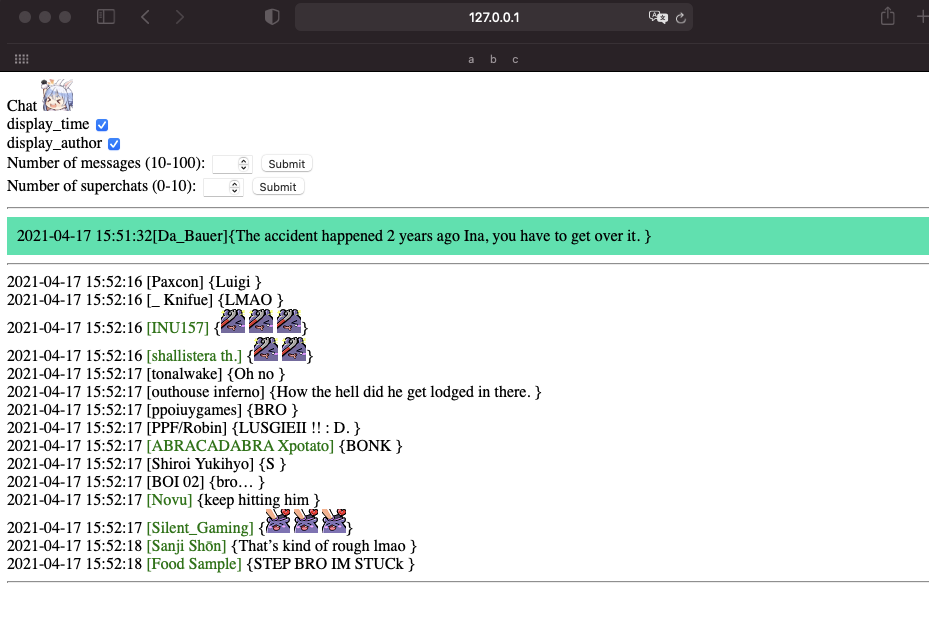 127.0.0.1
a b c
Chat
display_time
display_author
Number of messages (10-100): Submit
Number of superchats (0-10): Submit
2021-04-17 15:51:32[Da_Bauer]{The accident happened 2 years ago Ina, you have to get over it. }
2021-04-17 15:52:16 [Paxcon] {Luigi }
2021-04-17 15:52:16 [_ Knifue] {LMAO }
2021-04-17 15:52:16 [INU157] { }
2021-04-17 15:52:16 [shallistera th.] { }
2021-04-17 15:52:17 [tonalwake] {Oh no }
2021-04-17 15:52:17 [outhouse inferno] {How the hell did he get lodged in there. }
2021-04-17 15:52:17 [ppoiuygames] {BRO }
2021-04-17 15:52:17 [PPF/Robin] {LUSGIEII !! : D. }
2021-04-17 15:52:17 [ABRACADABRA Xpotato] {BONK }
2021-04-17 15:52:17 [Shiroi Yukihyo] {S }
2021-04-17 15:52:17 [BOI 02] {bro… }
2021-04-17 15:52:17 [Novu] {keep hitting him }
2021-04-17 15:52:17 [Silent_Gaming] { }
2021-04-17 15:52:18 [Sanji Shōn] {That’s kind of rough lmao }
2021-04-17 15:52:18 [Food Sample] {STEP BRO IM STUCk }